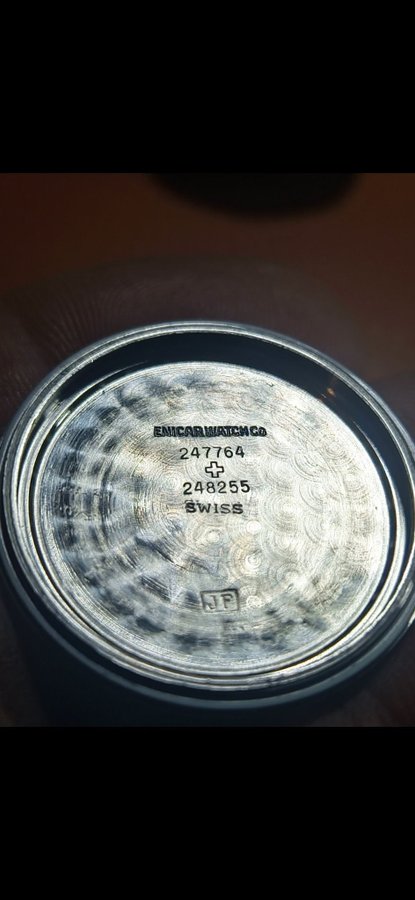 ENICAR WATCH CO
247764
248255
SWISS
JP